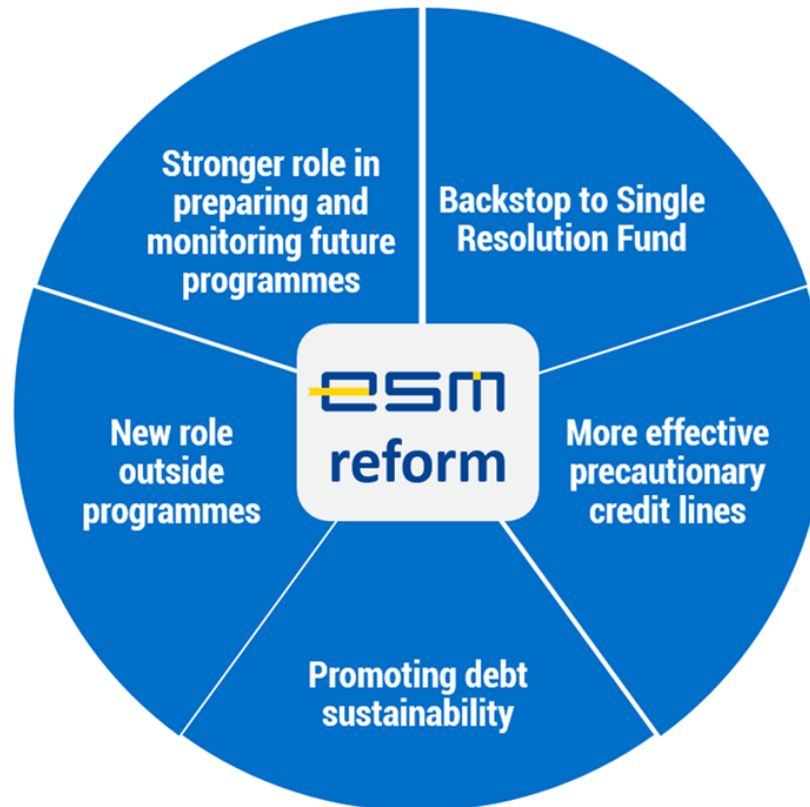 Stronger role in
preparing and
monitoring future
programmes
Backstop to Single
Resolution Fund
esm
reform
New role
outside
programmes
More effective
precautionary
credit lines
Promoting debt
sustainability